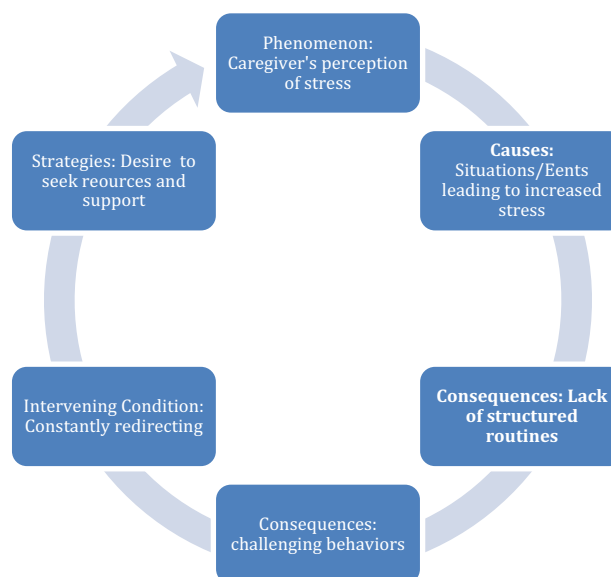 Phenomenon:
Caregiver's perception
of stress
Causes:
Situations/Eents
leading to increased
stress
Consequences: Lack
of structured
routines
Consequences:
challenging behaviors
Intervening Condition:
Constantly redirecting
Strategies: Desire to
seek reources and
support